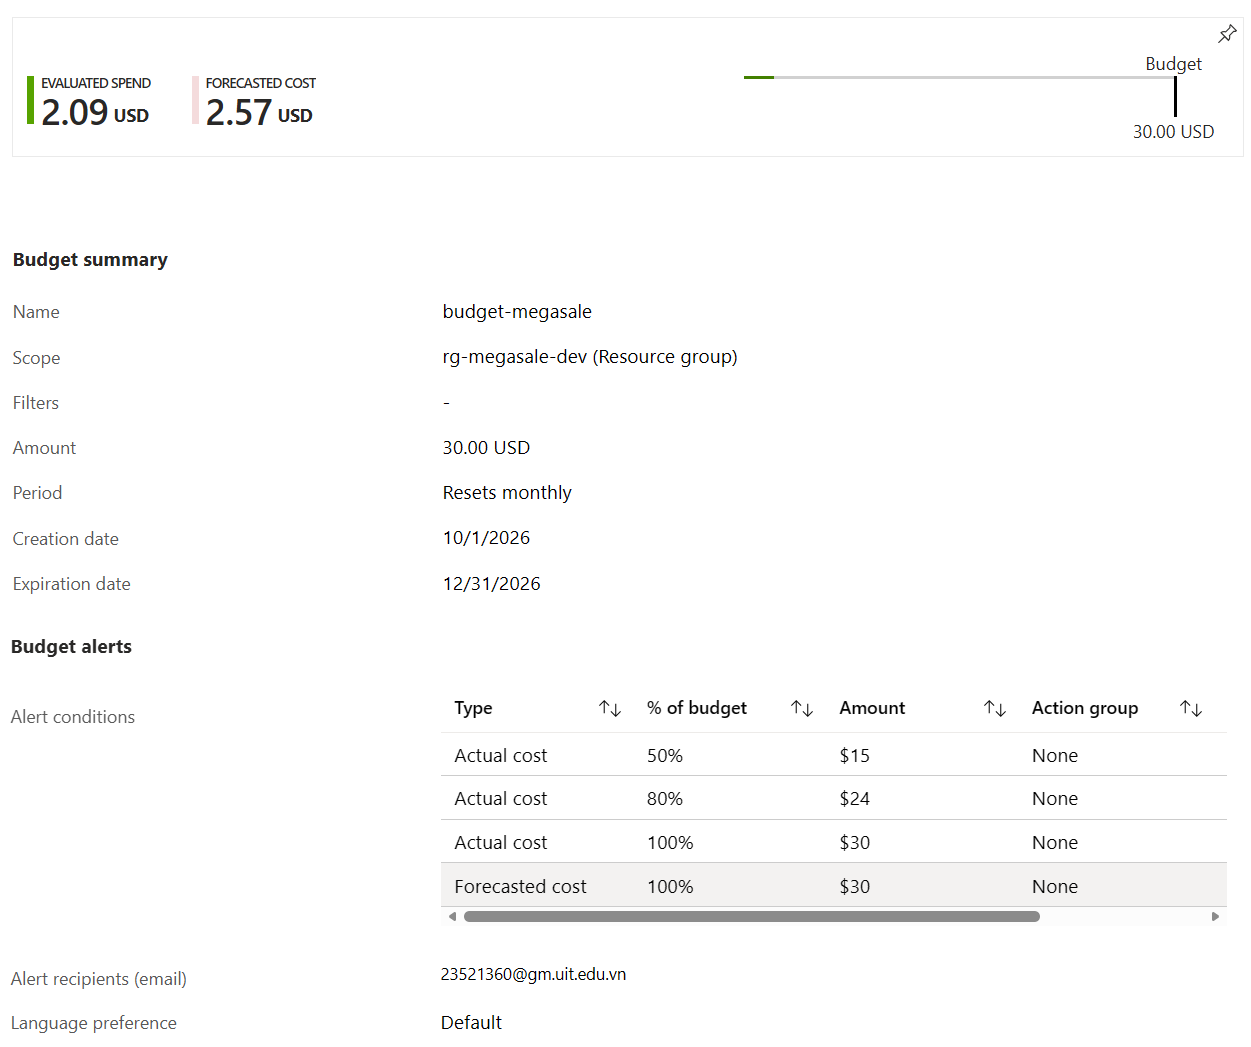 Budget
EVALUATED SPEND
2.09 USD
FORECASTED COST
2.57 USD
30.00 USD
Budget summary
Name budget-megasale
Scope rg-megasale-dev (Resource group)
Filters -
Amount 30.00 USD
Period Resets monthly
Creation date 10/1/2026
Expiration date 12/31/2026
Budget alerts
Alert conditions
Type % of budget Amount Action group
Actual cost 50% $15 None
Actual cost 80% $24 None
Actual cost 100% $30 None
Forecasted cost 100% $30 None
Alert recipients (email) 23521360@gm.uit.edu.vn
Language preference Default